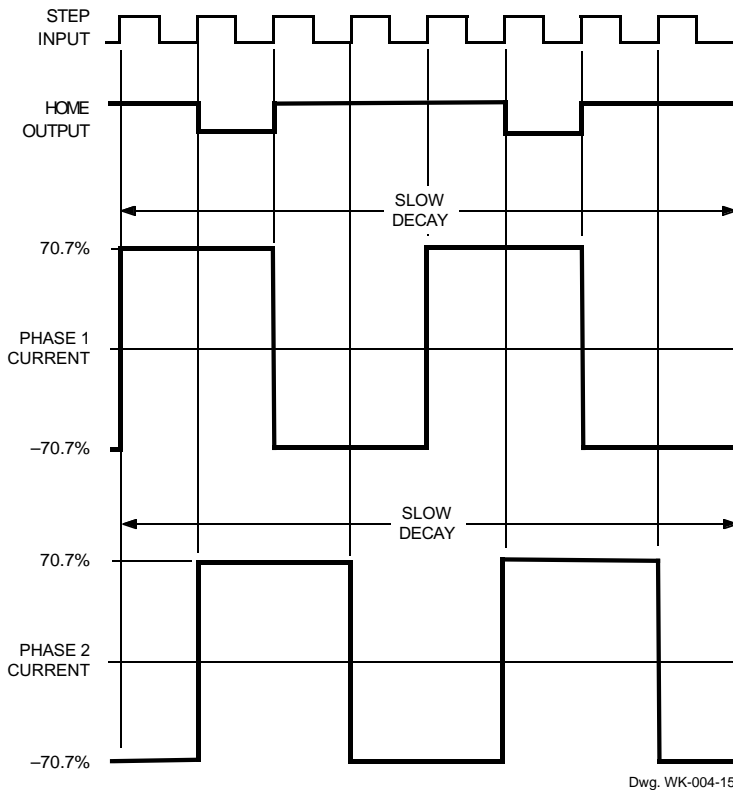 STEP
INPUT
HOME
OUTPUT
SLOW
DECAY
70.7%
PHASE 1
CURRENT
–70.7%
SLOW
DECAY
70.7%
PHASE 2
CURRENT
–70.7%
Dwg. WK-004-15